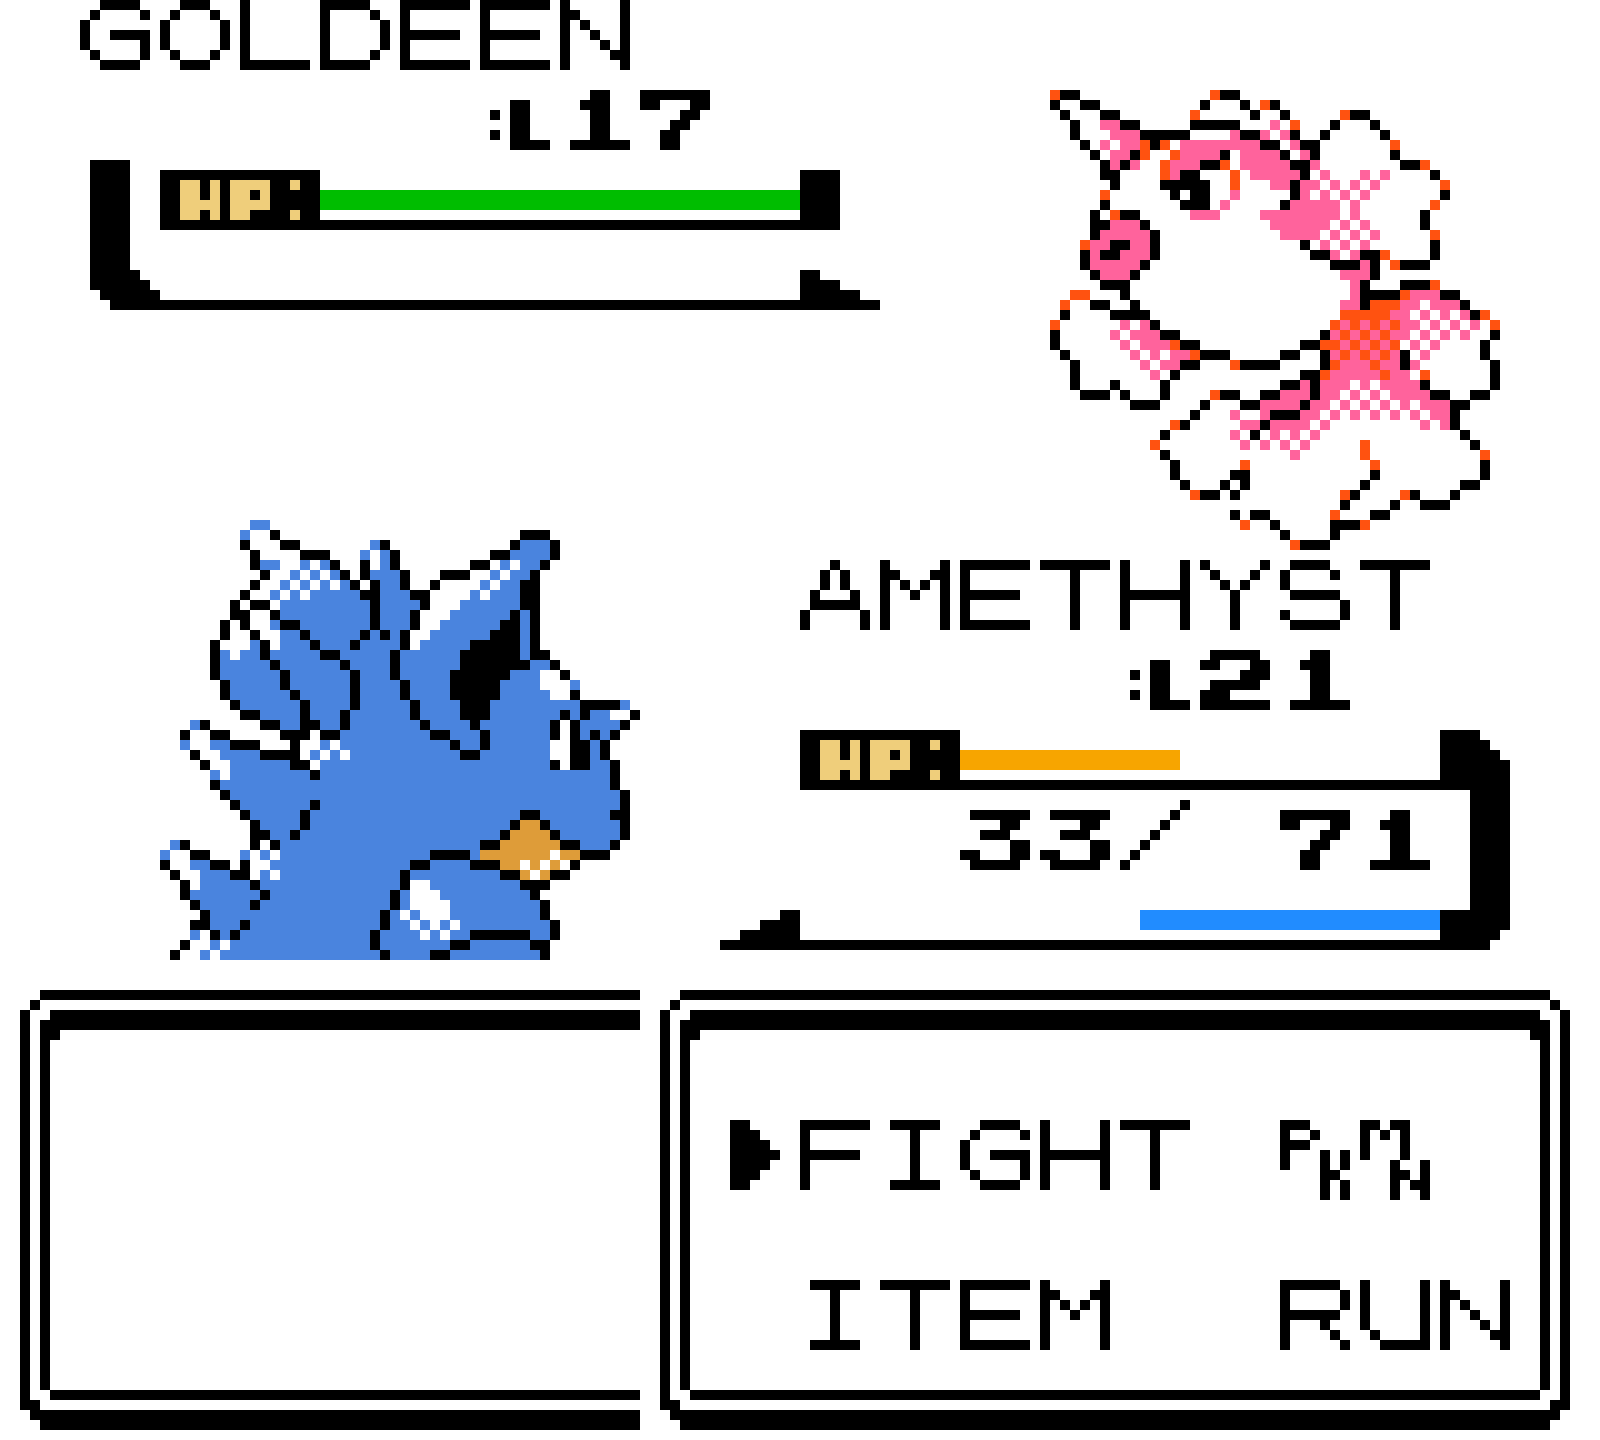 GOLDEEN
:L17
HP:
AMETHYST
:L21
HP:
33/ 71
▶FIGHT PKMN
ITEM RUN